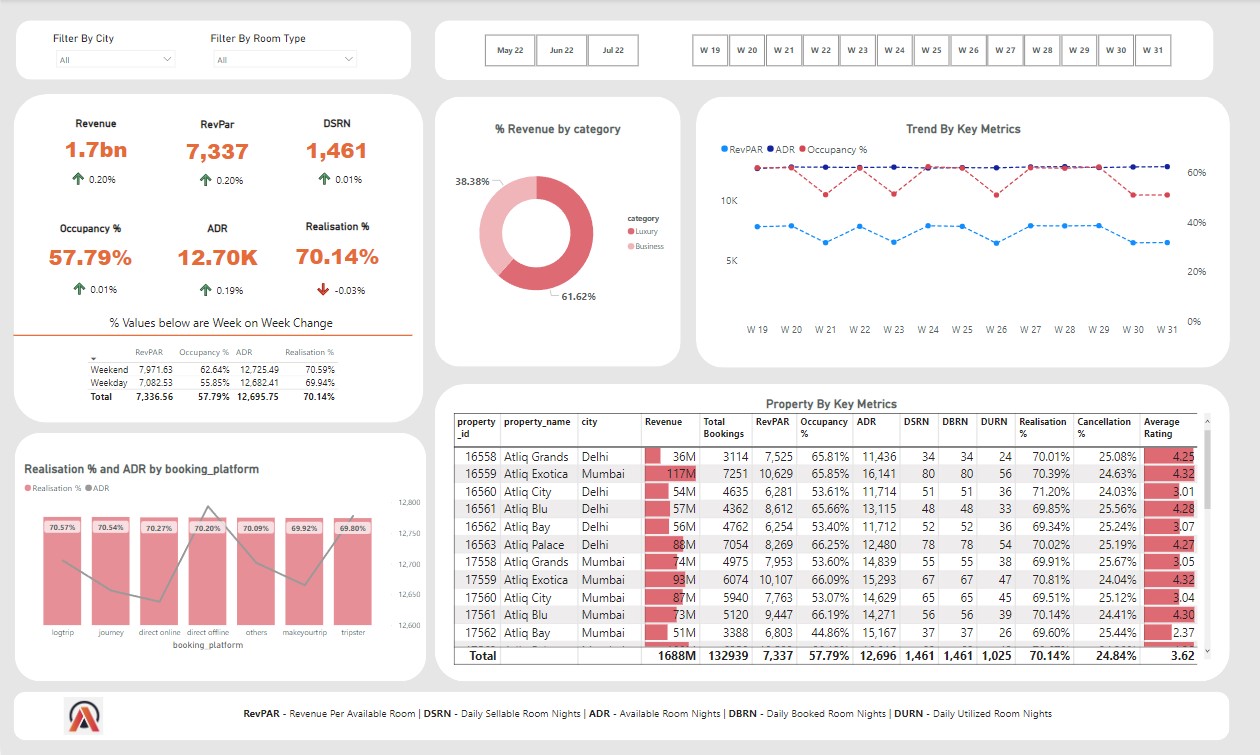 Filter By City
All
Filter By Room Type
All
May 22 Jun 22 Jul 22
W 19 W 20 W 21 W 22 W 23 W 24 W 25 W 26 W 27 W 28 W 29 W 30 W 31
Revenue
1.7bn
0.20%
RevPar
7,337
0.20%
DSRN
1,461
0.01%
Occupancy %
57.79%
0.01%
ADR
12.70K
0.19%
Realisation %
70.14%
-0.03%
% Values below are Week on Week Change
RevPAR Occupancy % ADR Realisation %
Weekend 7,971.63 62.64% 12,725.49 70.59%
Weekday 7,082.53 55.85% 12,682.41 69.94%
Total 7,336.56 57.79% 12,695.75 70.14%
% Revenue by category
38.38%
61.62%
category
Luxury
Business
Trend By Key Metrics
RevPAR ADR Occupancy %
10K
5K
60%
40%
20%
0%
W 19 W 20 W 21 W 22 W 23 W 24 W 25 W 26 W 27 W 28 W 29 W 30 W 31
Realisation % and ADR by booking_platform
Realisation % ADR
70.57% 70.54% 70.27% 70.20% 70.09% 69.92% 69.80%
12,800
12,750
12,700
12,650
12,600
logtrip journey direct online direct offline others makeyourtrip tripster
booking_platform
Property By Key Metrics
property_id property_name city Revenue Total Bookings RevPAR Occupancy % ADR DSRN DBRN DURN Realisation % Cancellation % Average Rating
16558 Atliq Grands Delhi 36M 3114 7,525 65.81% 11,436 34 34 24 70.01% 25.08% 4.25
16559 Atliq Exotica Mumbai 117M 7251 10,629 65.85% 16,141 80 80 56 70.39% 24.63% 4.32
16560 Atliq City Delhi 54M 4635 6,281 53.61% 11,714 51 51 36 71.20% 24.03% 3.01
16561 Atliq Blu Delhi 57M 4362 8,612 65.66% 13,115 48 48 33 69.85% 25.56% 4.28
16562 Atliq Bay Delhi 56M 4762 6,254 53.40% 11,712 52 52 36 69.34% 25.24% 3.07
16563 Atliq Palace Delhi 88M 7054 8,269 66.25% 12,480 78 78 54 70.02% 25.19% 4.27
17558 Atliq Grands Mumbai 74M 4975 7,953 53.60% 14,839 55 55 38 69.91% 25.67% 3.05
17559 Atliq Exotica Mumbai 93M 6074 10,107 66.09% 15,293 67 67 47 70.81% 24.04% 4.32
17560 Atliq City Mumbai 87M 5940 7,763 53.07% 14,629 65 65 45 69.51% 25.12% 3.04
17561 Atliq Blu Mumbai 73M 5120 9,447 66.19% 14,271 56 56 39 70.14% 24.41% 4.30
17562 Atliq Bay Mumbai 51M 3388 6,803 44.86% 15,167 37 37 26 69.60% 25.44% 2.37
Total 1688M 132939 7,337 57.79% 12,696 1,461 1,461 1,025 70.14% 24.84% 3.62
RevPAR - Revenue Per Available Room | DSRN - Daily Sellable Room Nights | ADR - Available Room Nights | DBRN - Daily Booked Room Nights | DURN - Daily Utilized Room Nights